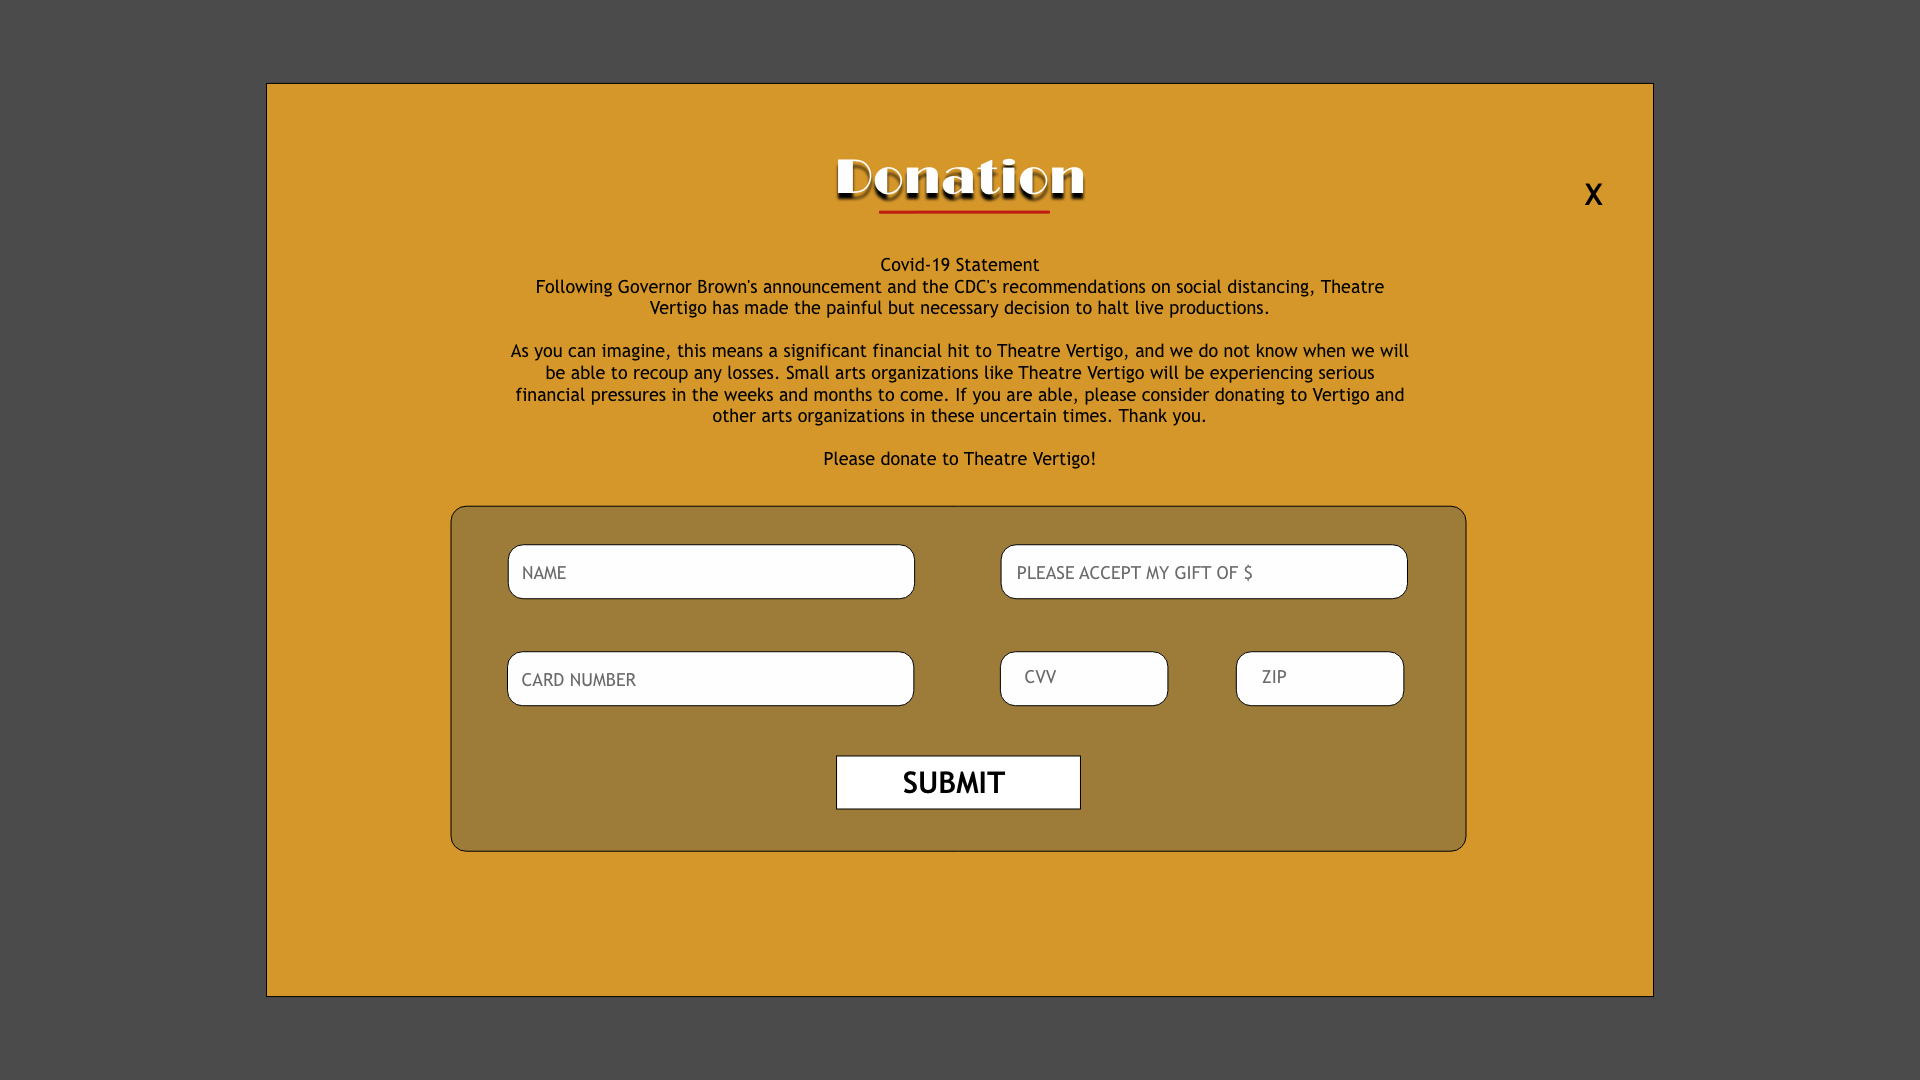 Donation
X
Covid-19 Statement
Following Governor Brown's announcement and the CDC's recommendations on social distancing, Theatre
Vertigo has made the painful but necessary decision to halt live productions.
As you can imagine, this means a significant financial hit to Theatre Vertigo, and we do not know when we will
be able to recoup any losses. Small arts organizations like Theatre Vertigo will be experiencing serious
financial pressures in the weeks and months to come. If you are able, please consider donating to Vertigo and
other arts organizations in these uncertain times. Thank you.
Please donate to Theatre Vertigo!
NAME
PLEASE ACCEPT MY GIFT OF $
CARD NUMBER
CVV
ZIP
SUBMIT